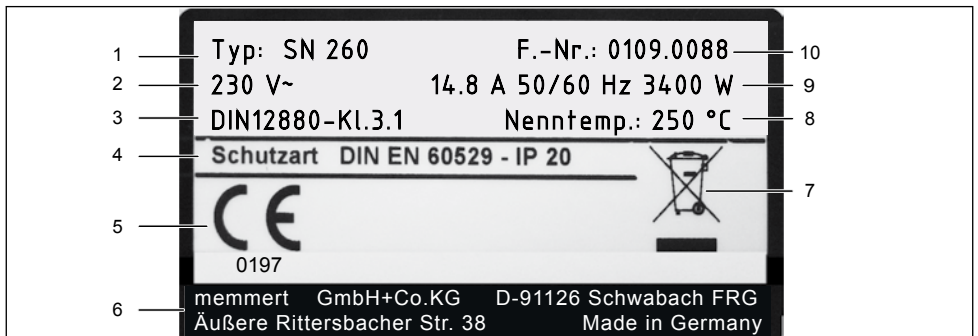 1 Typ: SN 260 F.-Nr.: 0109.0088 10
2 230 V~ 14.8 A 50/60 Hz 3400 W 9
3 DIN12880-Kl.3.1 Nenntemp.: 250 °C 8
4 Schutzart DIN EN 60529 - IP 20
5 CE 7
0197
6 memmert GmbH+Co.KG D-91126 Schwabach FRG
Äußere Rittersbacher Str. 38 Made in Germany